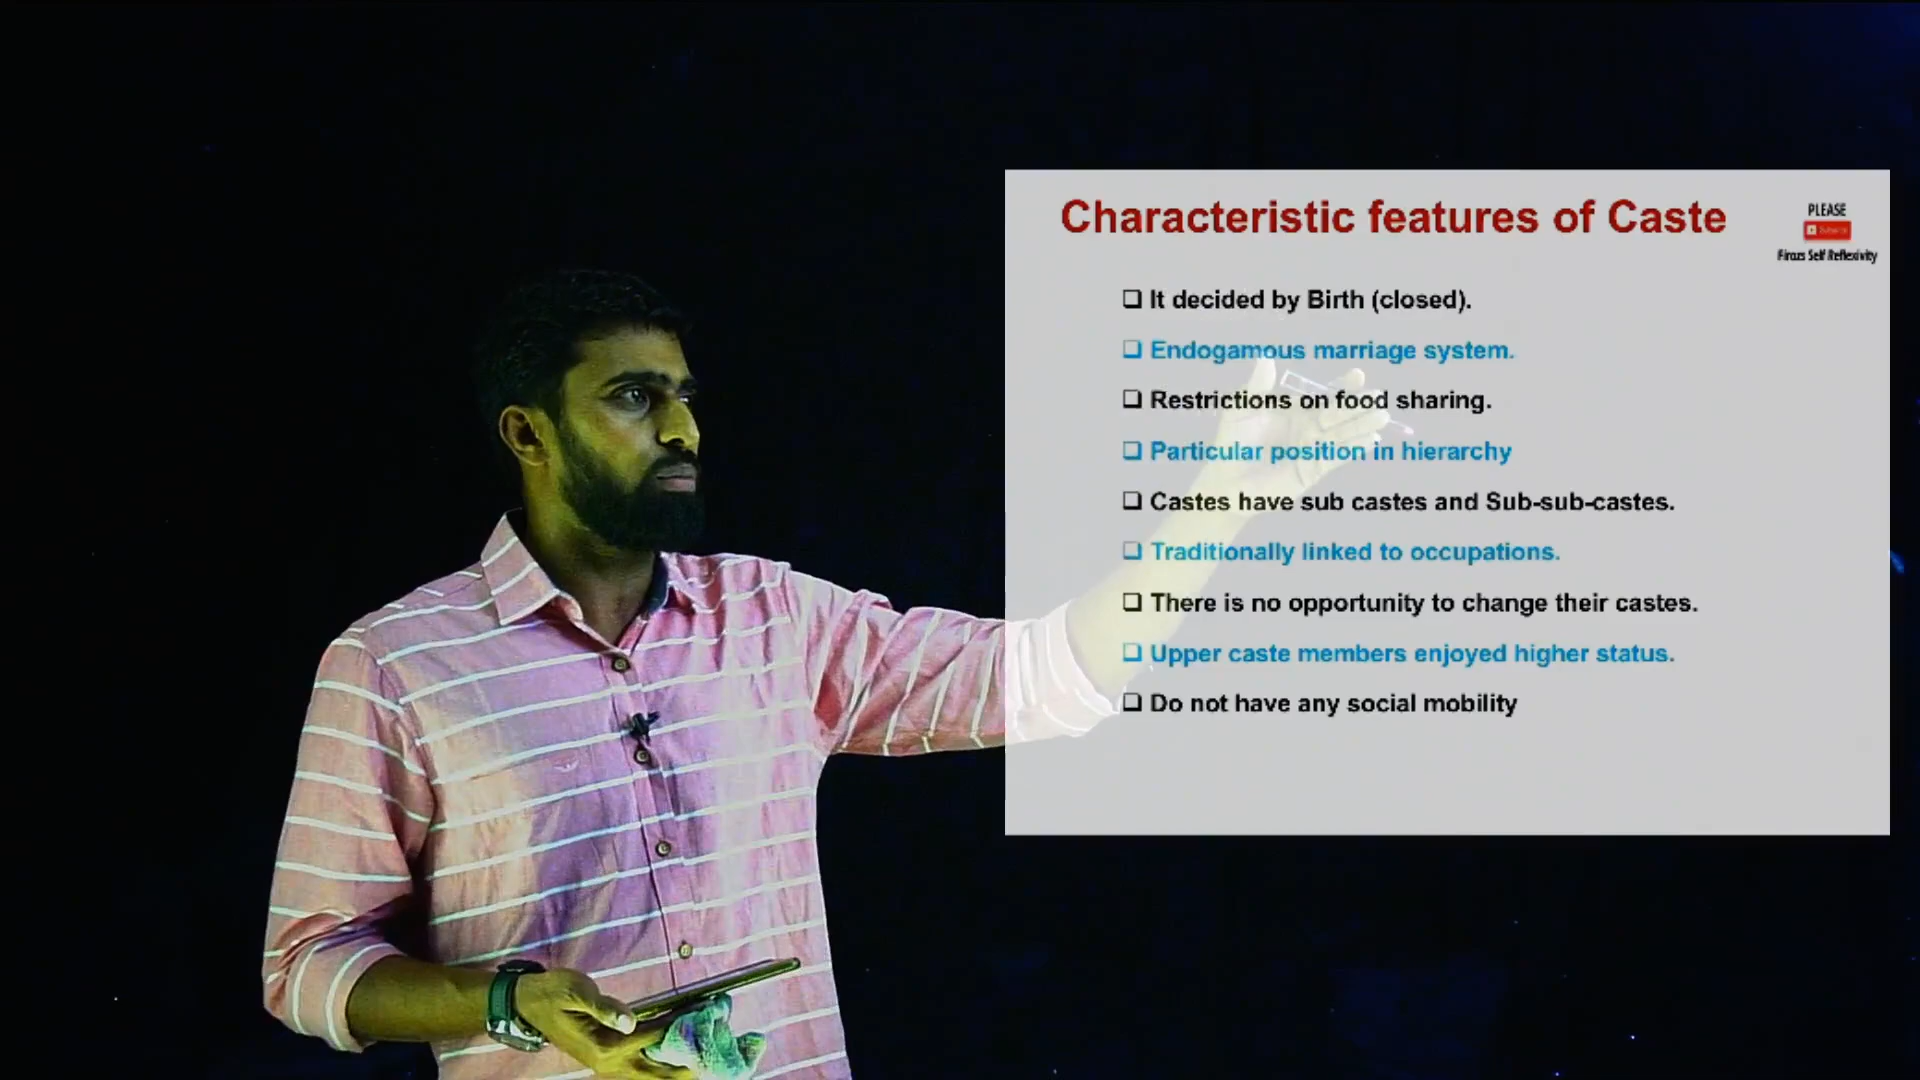 Characteristic features of Caste
PLEASE
Subscribe
Firozs Self Reflexivity
❑ It decided by Birth (closed).
❑ Endogamous marriage system.
❑ Restrictions on food sharing.
❑ Particular position in hierarchy
❑ Castes have sub castes and Sub-sub-castes.
❑ Traditionally linked to occupations.
❑ There is no opportunity to change their castes.
❑ Upper caste members enjoyed higher status.
❑ Do not have any social mobility